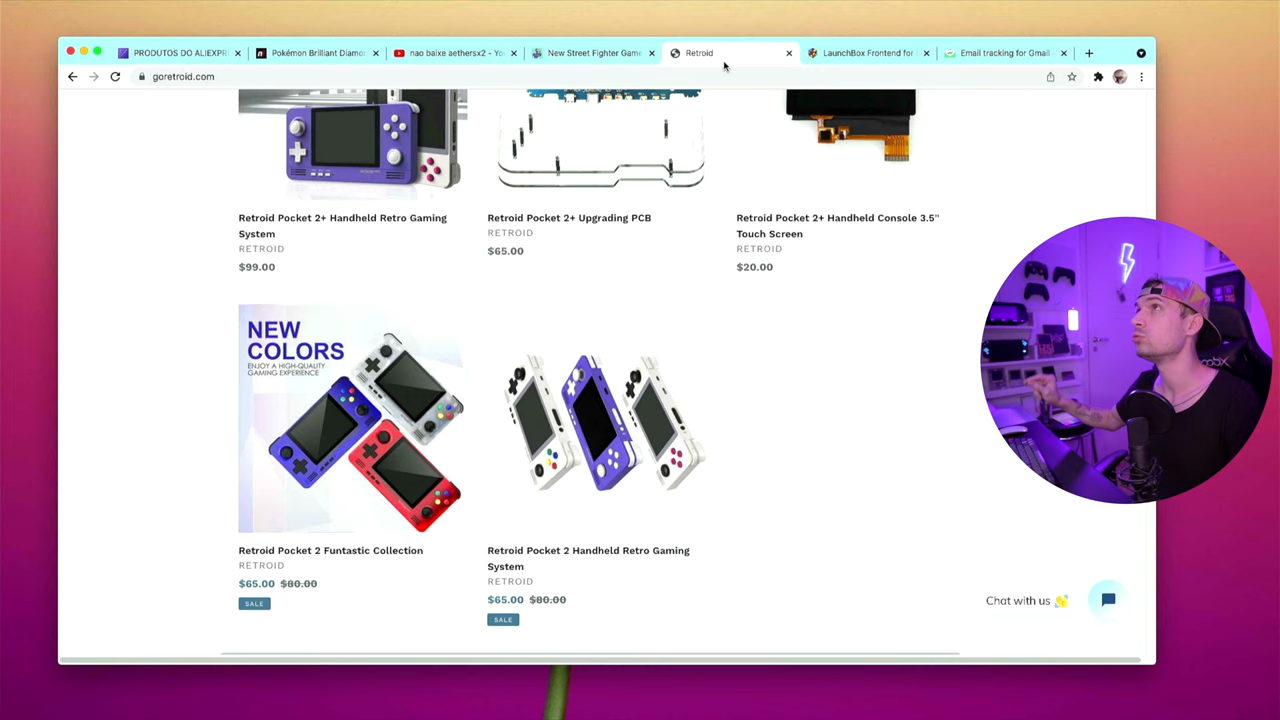 PRODUTOS DO ALIEXPR
Pokémon Brilliant Diamon
nao baixe aethersx2 - Yo
New Street Fighter Game
Retroid
LaunchBox Frontend for
Email tracking for Gmail -
goretroid.com
Retroid Pocket 2+ Handheld Retro Gaming
System
RETROID
$99.00
Retroid Pocket 2+ Upgrading PCB
RETROID
$65.00
Retroid Pocket 2+ Handheld Console 3.5''
Touch Screen
RETROID
$20.00
NEW
COLORS
ENJOY A HIGH-QUALITY
GAMING EXPERIENCE
Retroid Pocket 2 Funtastic Collection
RETROID
$65.00 $80.00
SALE
Retroid Pocket 2 Handheld Retro Gaming
System
RETROID
$65.00 $80.00
SALE
Chat with us 👋